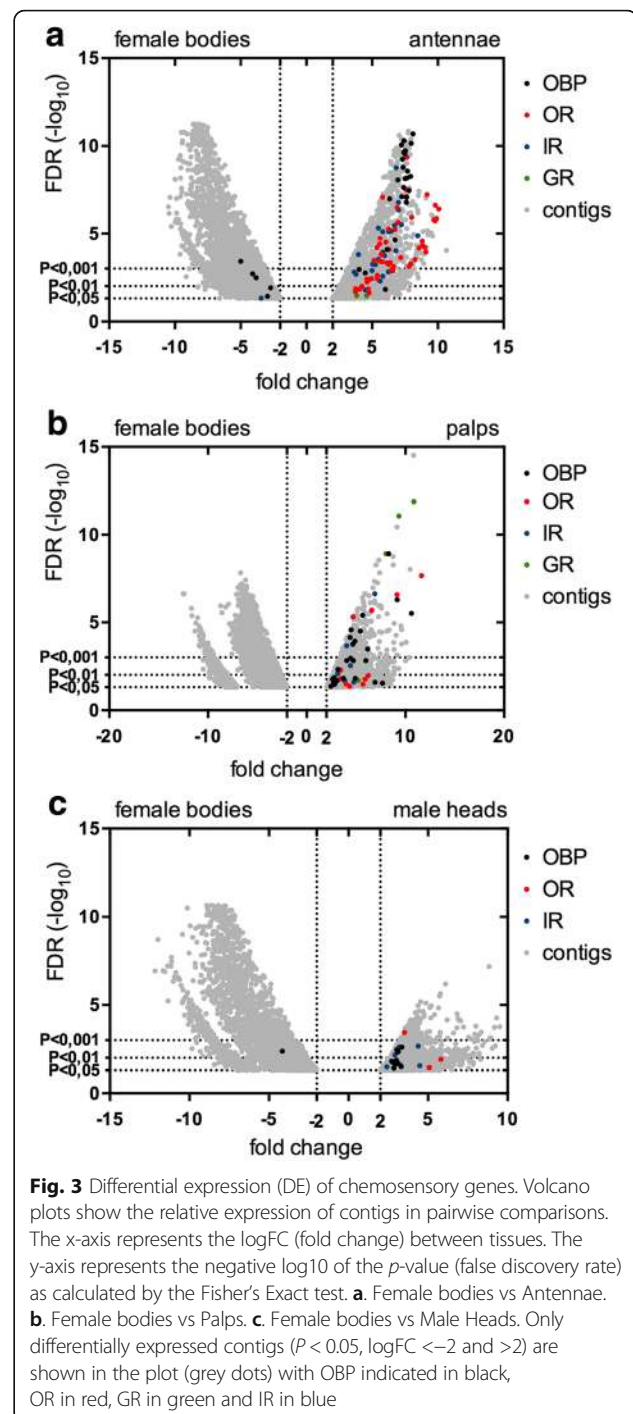 a
female bodies
antennae
FDR (-log10)
15
10
5
0
P<0,001
P<0,01
P<0,05
-15
-10
-5
-2
0
2
5
10
15
fold change
OBP
OR
IR
GR
contigs
b
female bodies
palps
FDR (-log10)
15
10
5
0
P<0,001
P<0,01
P<0,05
-20
-10
-2
0
2
10
20
fold change
OBP
OR
IR
GR
contigs
c
female bodies
male heads
FDR (-log10)
15
10
5
0
P<0,001
P<0,01
P<0,05
-15
-10
-5
-2
0
2
5
10
fold change
OBP
OR
IR
contigs
Fig. 3 Differential expression (DE) of chemosensory genes. Volcano
plots show the relative expression of contigs in pairwise comparisons.
The x-axis represents the logFC (fold change) between tissues. The
y-axis represents the negative log10 of the p-value (false discovery rate)
as calculated by the Fisher's Exact test. a. Female bodies vs Antennae.
b. Female bodies vs Palps. c. Female bodies vs Male Heads. Only
differentially expressed contigs (P < 0.05, logFC <−2 and >2) are
shown in the plot (grey dots) with OBP indicated in black,
OR in red, GR in green and IR in blue